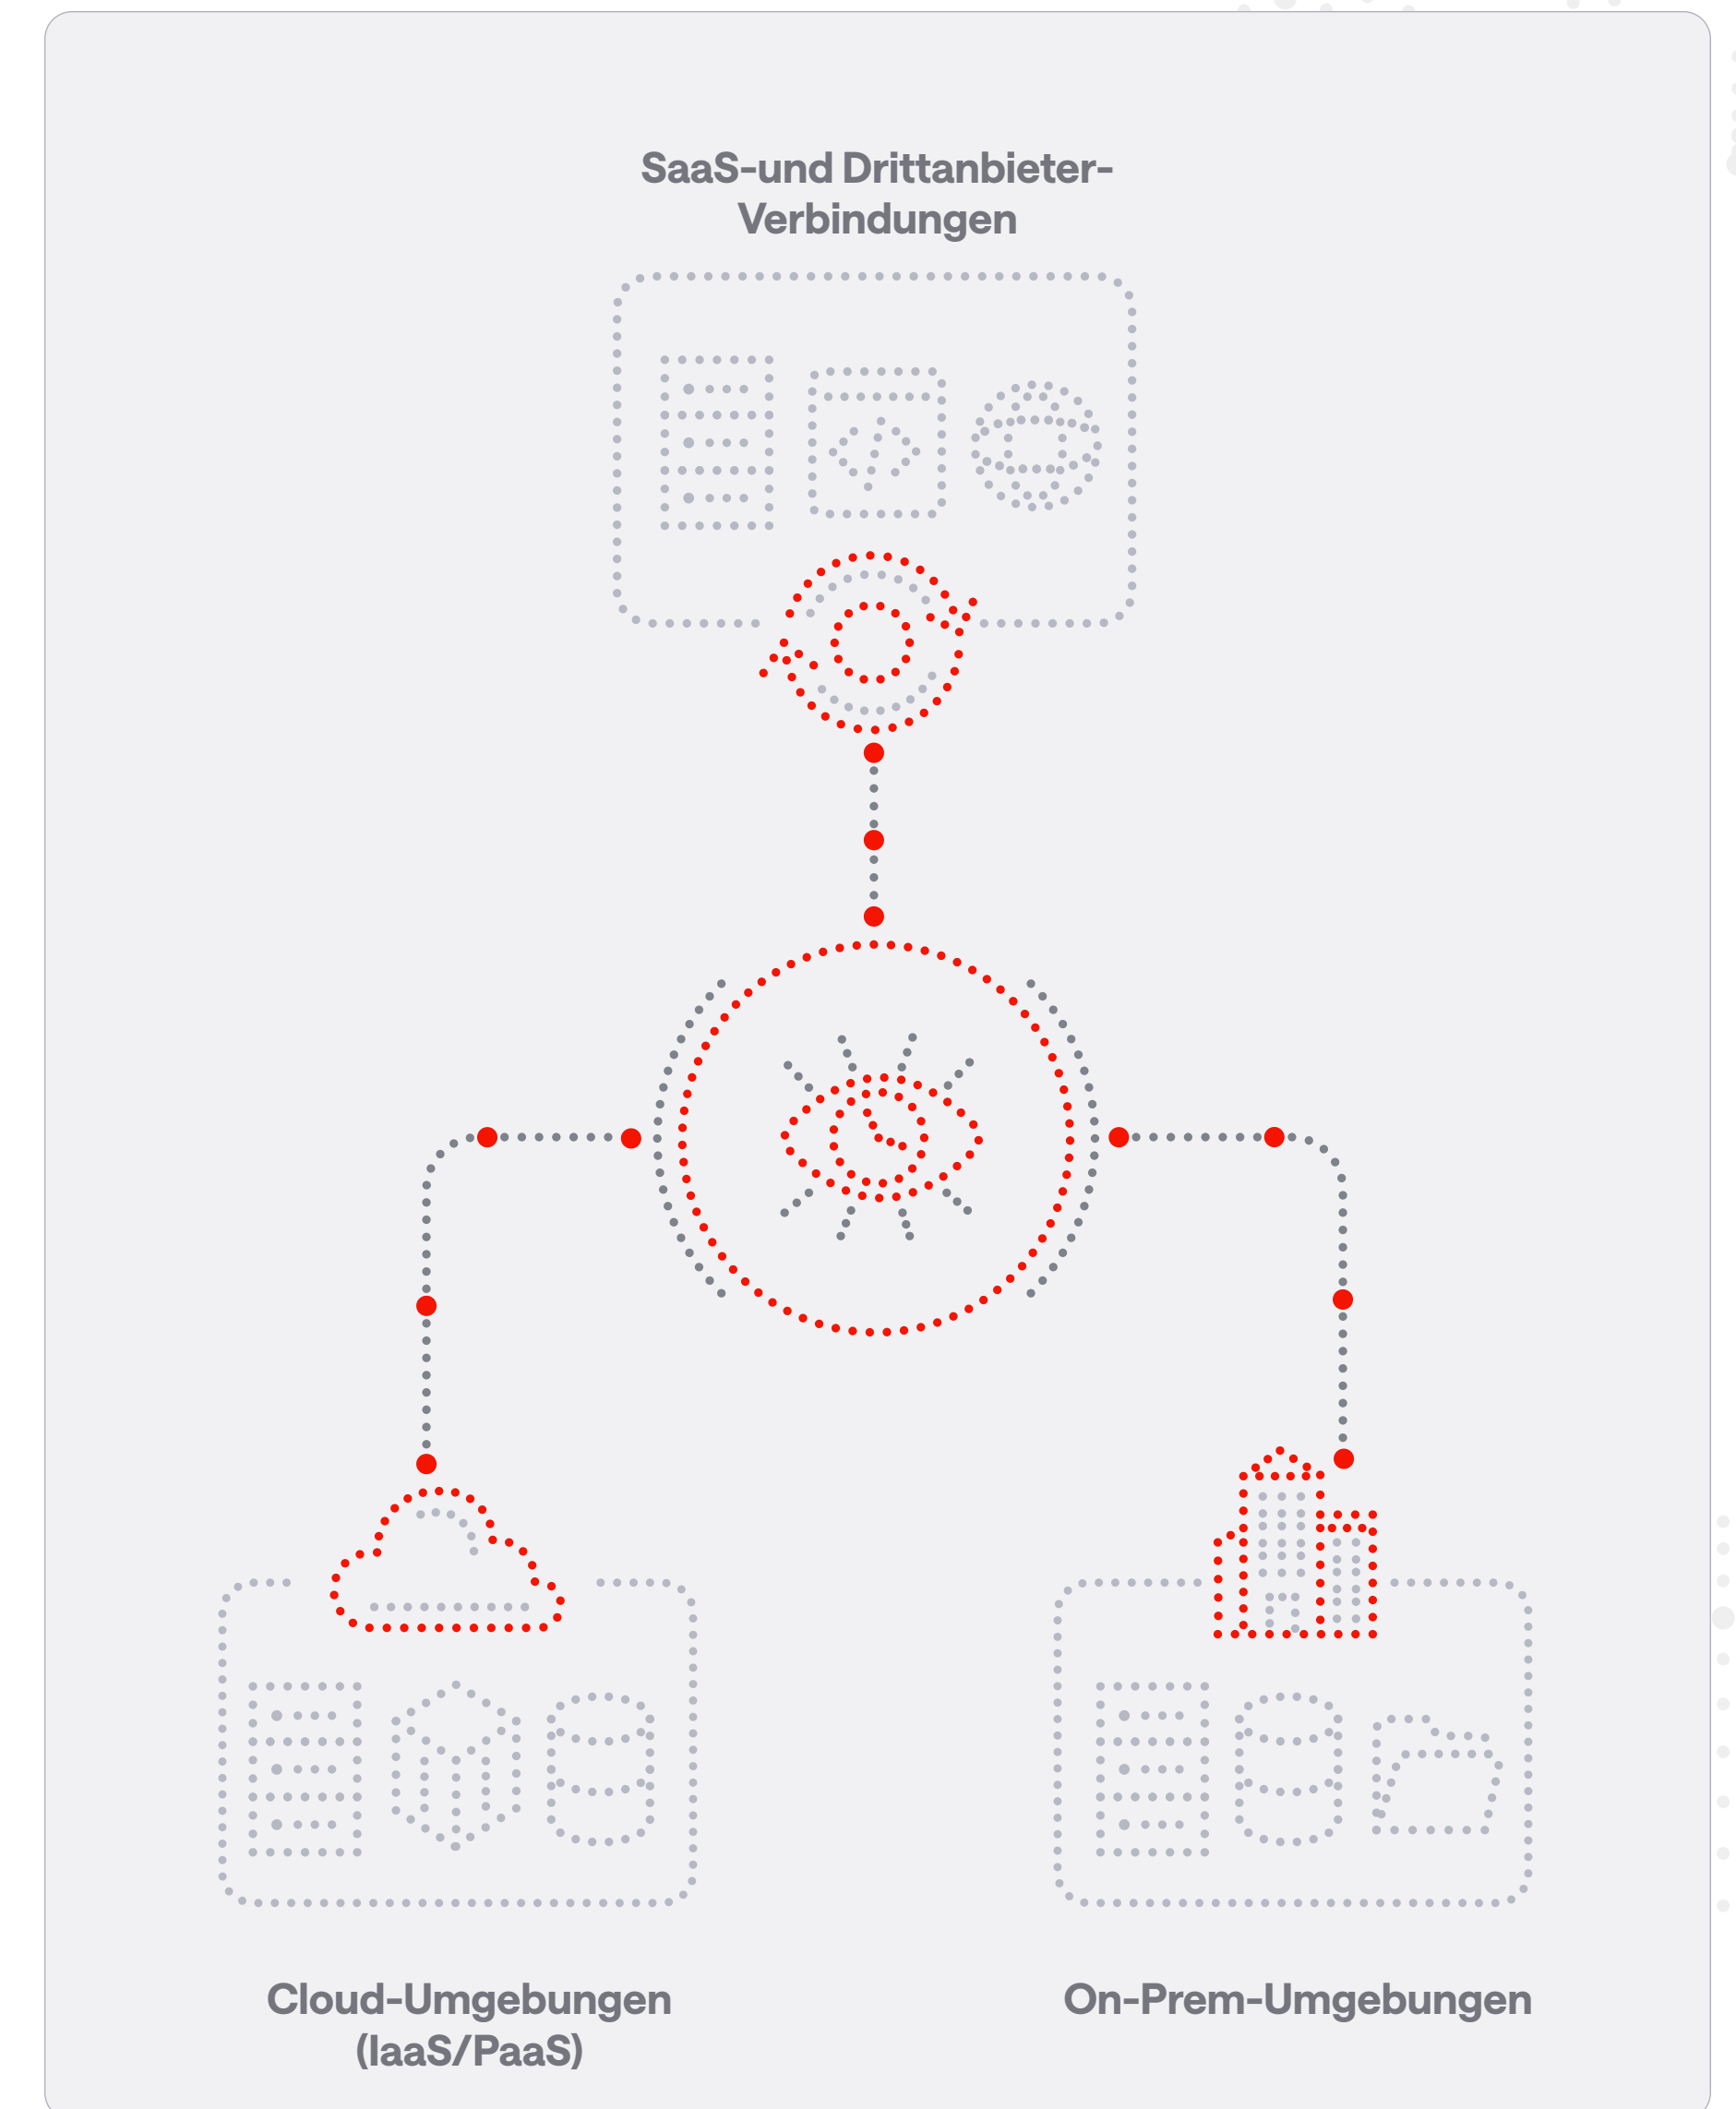 SaaS-und Drittanbieter-
Verbindungen
Cloud-Umgebungen
(IaaS/PaaS)
On-Prem-Umgebungen